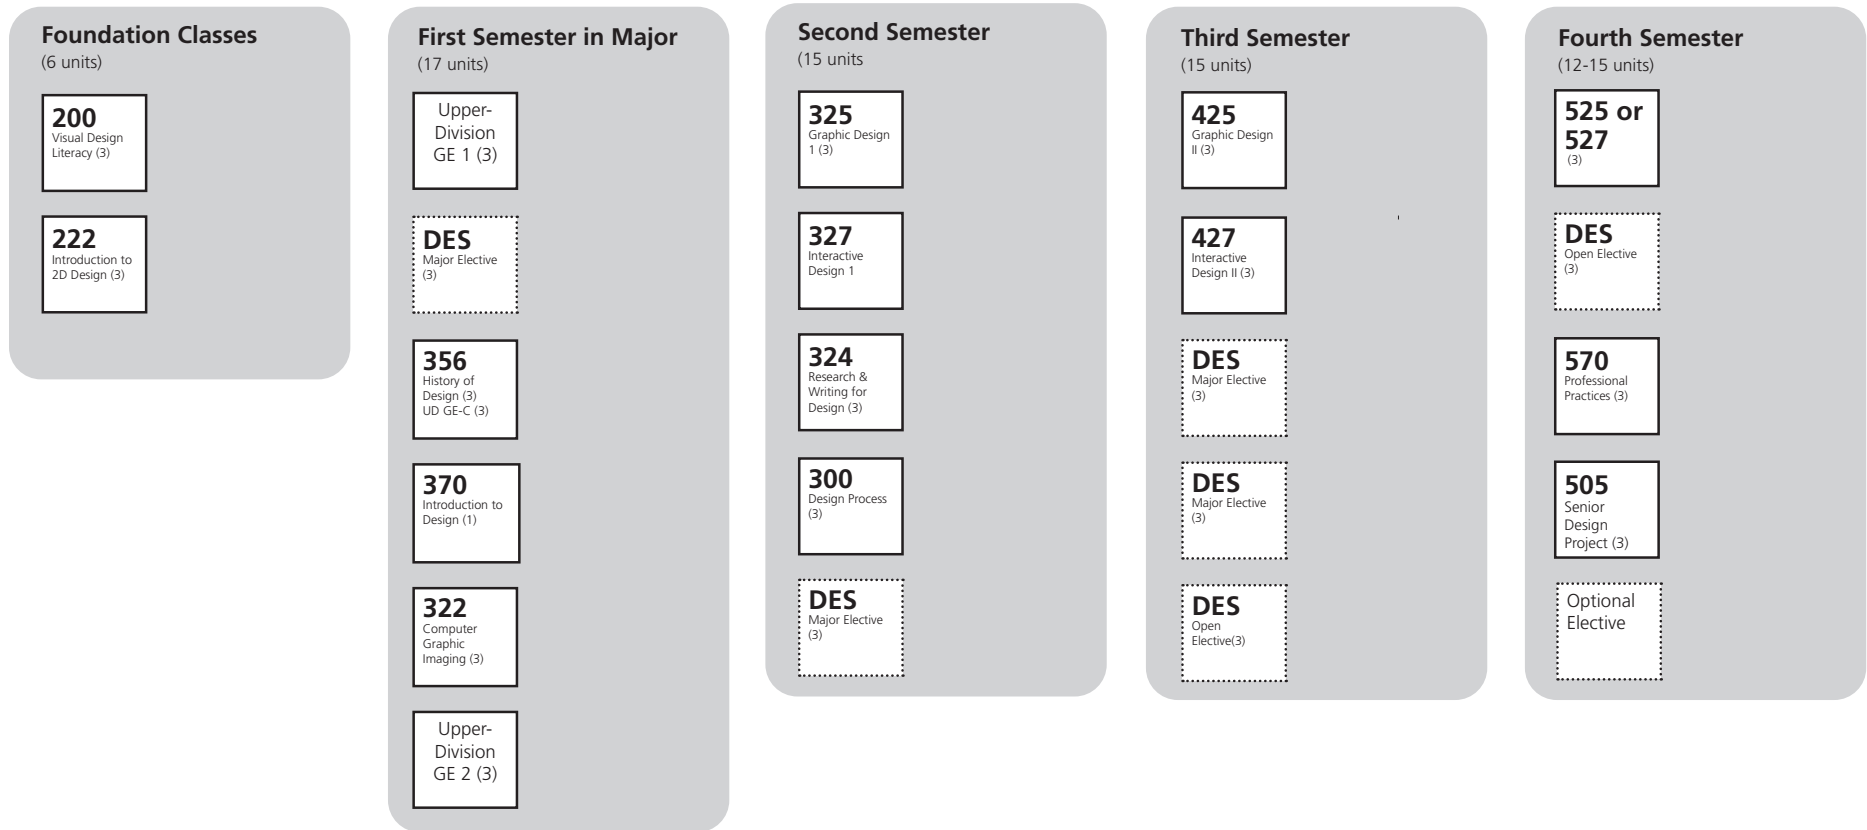 Foundation Classes
(6 units)
200
Visual Design
Literacy (3)
222
Introduction to
2D Design (3)
First Semester in Major
(17 units)
Upper-
Division
GE 1 (3)
DES
Major Elective
(3)
356
History of
Design (3)
UD GE-C (3)
370
Introduction to
Design (1)
322
Computer
Graphic
Imaging (3)
Upper-
Division
GE 2 (3)
Second Semester
(15 units
325
Graphic Design
1 (3)
327
Interactive
Design 1
324
Research &
Writing for
Design (3)
300
Design Process
(3)
DES
Major Elective
(3)
Third Semester
(15 units)
425
Graphic Design
II (3)
427
Interactive
Design II (3)
DES
Major Elective
(3)
DES
Major Elective
(3)
DES
Open
Elective(3)
Fourth Semester
(12-15 units)
525 or
527
(3)
DES
Open Elective
(3)
570
Professional
Practices (3)
505
Senior
Design
Project (3)
Optional
Elective